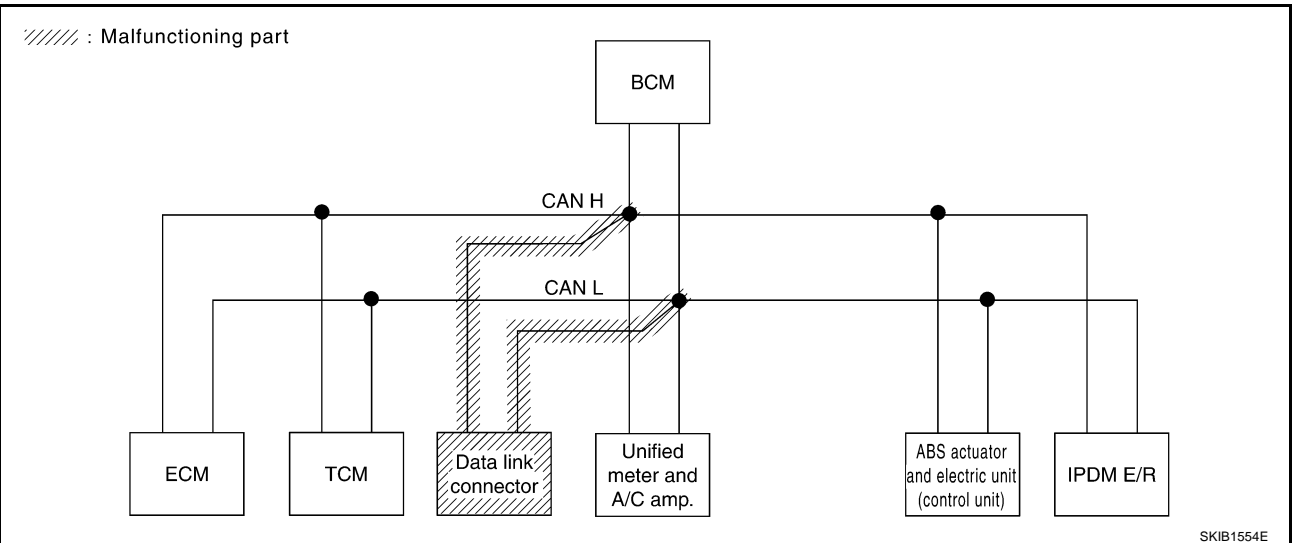 : Malfunctioning part
BCM
CAN H
CAN L
ECM
TCM
Data link
connector
Unified
meter and
A/C amp.
ABS actuator
and electric unit
(control unit)
IPDM E/R
SKIB1554E